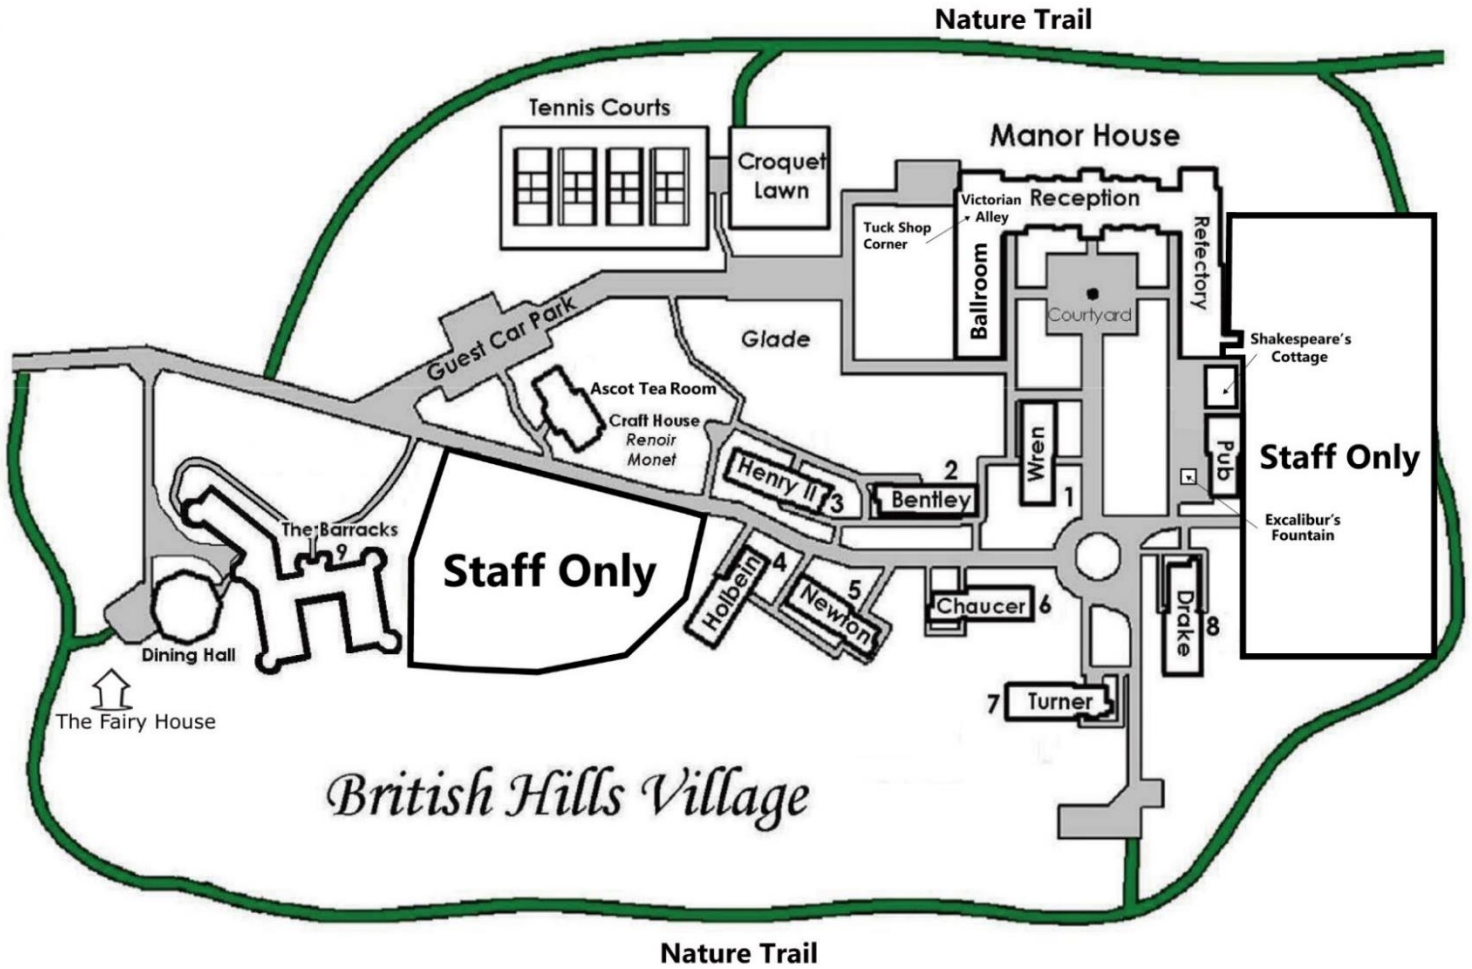 Nature Trail
Tennis Courts
Croquet
Lawn
Manor House
Reception
Victorian
Alley
Tuck Shop
Corner
Ballroom
Refectory
Courtyard
Guest Car Park
Glade
Shakespeare's
Cottage
Ascot Tea Room
Craft House
Renoir
Monet
Wren
1
Pub
Staff Only
Henry II
3
2
Bentley
Excalibur's
Fountain
The Barracks
9
Staff Only
Holbein
4
Newton
5
Chaucer 6
Drake
8
Dining Hall
The Fairy House
7 Turner
British Hills Village
Nature Trail